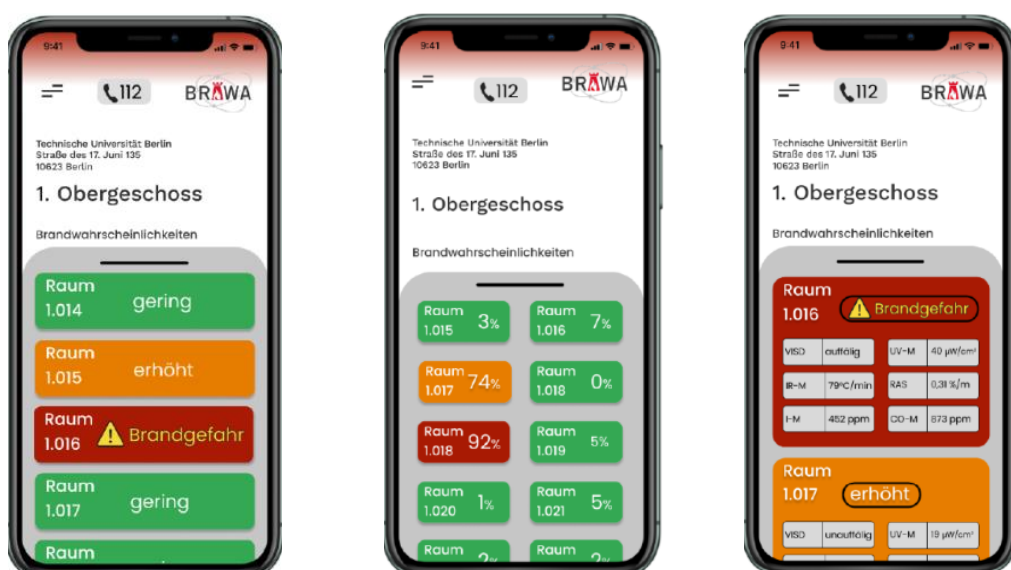 9:41
112
BRAWA
Technische Universität Berlin
Straße des 17. Juni 135
10623 Berlin
1. Obergeschoss
Brandwahrscheinlichkeiten
Raum
1.014
gering
Raum
1.015
erhöht
Raum
1.016
Brandgefahr
Raum
1.017
gering
Raum
9:41
112
BRAWA
Technische Universität Berlin
Straße des 17. Juni 135
10623 Berlin
1. Obergeschoss
Brandwahrscheinlichkeiten
Raum
1.015
3%
Raum
1.016
7%
Raum
1.017
74%
Raum
1.018
0%
Raum
1.018
92%
Raum
1.019
5%
Raum
1.020
1%
Raum
1.021
5%
Raum
2%
Raum
2%
9:41
112
BRAWA
Technische Universität Berlin
Straße des 17. Juni 135
10623 Berlin
1. Obergeschoss
Brandwahrscheinlichkeiten
Raum
1.016
Brandgefahr
VISD auffälig UV-M 40 µW/cm²
IR-M 79°C/min RAS 0,31 %/m
I-M 452 ppm CO-M 873 ppm
Raum
1.017
erhöht
VISD unauffälig UV-M 19 µW/cm²